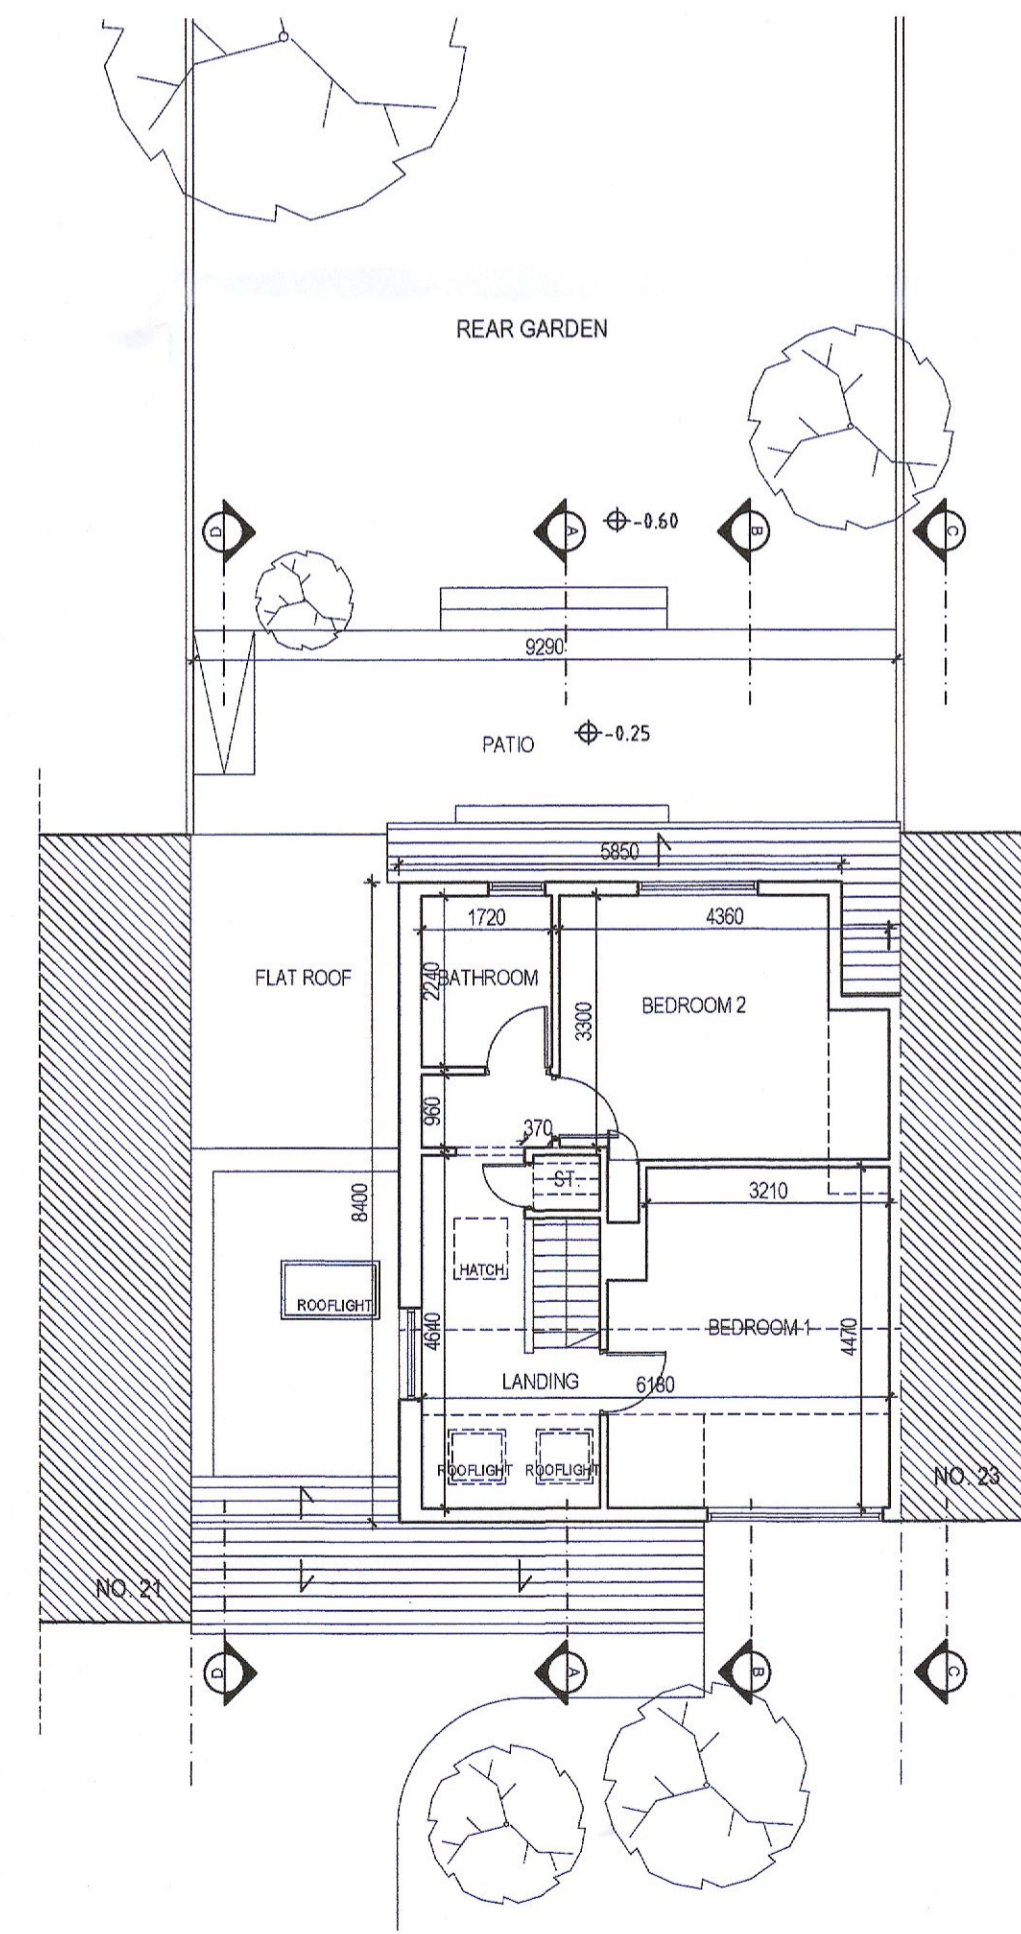 REAR GARDEN
D
A
-0.60
B
C
9290
PATIO
-0.25
5850
1720
4360
FLAT ROOF
2240
BATHROOM
BEDROOM 2
3300
960
370
ST.
8400
3210
HATCH
ROOFLIGHT
4640
BEDROOM 1
4470
LANDING
6180
ROOFLIGHT
ROOFLIGHT
NO. 23
NO. 21
D
A
B
C